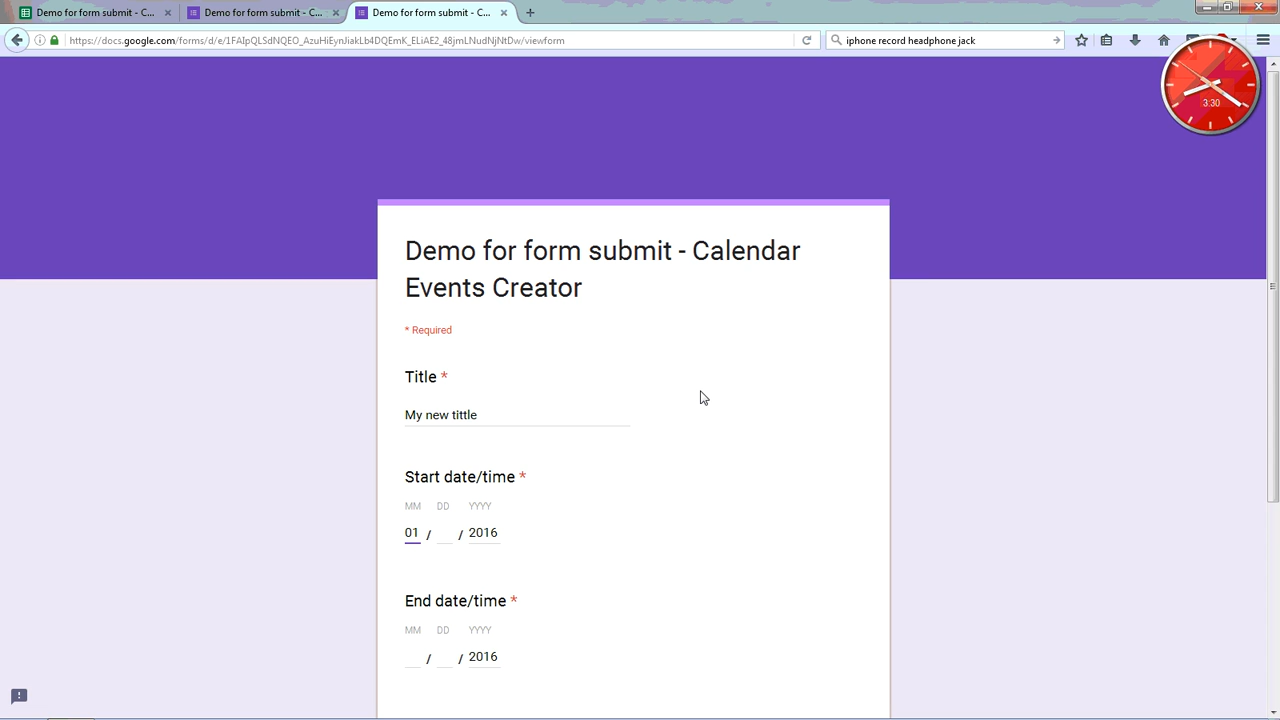 Demo for form submit - C...
Demo for form submit - C...
Demo for form submit - C...
https://docs.google.com/forms/d/e/1FAIpQLSdNQEO_AzuHiEynJiakLb4DQEmK_ELiAE2_48jmLNudNjNtDw/viewform
iphone record headphone jack
3:30
Demo for form submit - Calendar
Events Creator
* Required
Title *
My new tittle
Start date/time *
MM DD YYYY
01 / / 2016
End date/time *
MM DD YYYY
/ / 2016